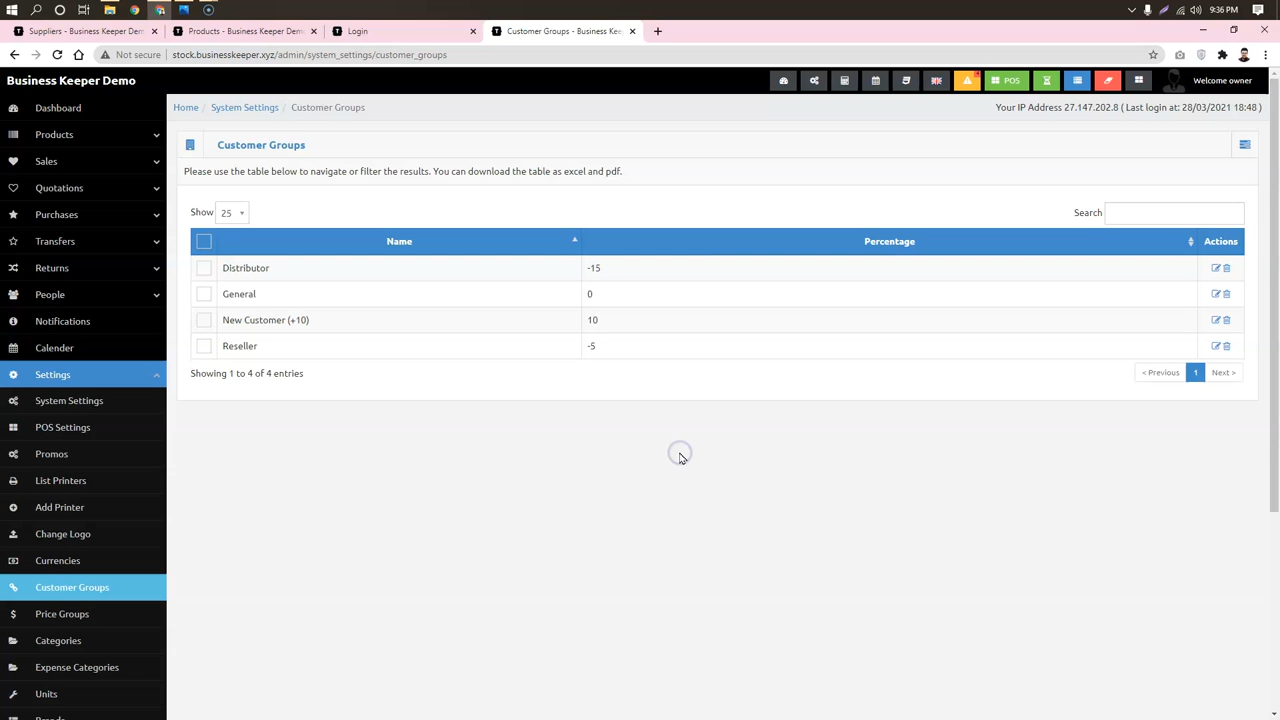 9:36 PM
Suppliers - Business Keeper Dem
Products - Business Keeper Demo
Login
Customer Groups - Business Kee
Not secure
stock.businesskeeper.xyz/admin/system_settings/customer_groups
Business Keeper Demo
POS
Welcome owner
Dashboard
Home / System Settings / Customer Groups
Your IP Address 27.147.202.8 ( Last login at: 28/03/2021 18:48 )
Products
Customer Groups
Sales
Please use the table below to navigate or filter the results. You can download the table as excel and pdf.
Quotations
Purchases
Show 25
Search
Transfers
Name Percentage Actions
Returns
Distributor -15
People
General 0
Notifications
New Customer (+10) 10
Calender
Reseller -5
Settings
Showing 1 to 4 of 4 entries
< Previous 1 Next >
System Settings
POS Settings
Promos
List Printers
Add Printer
Change Logo
Currencies
Customer Groups
Price Groups
Categories
Expense Categories
Units